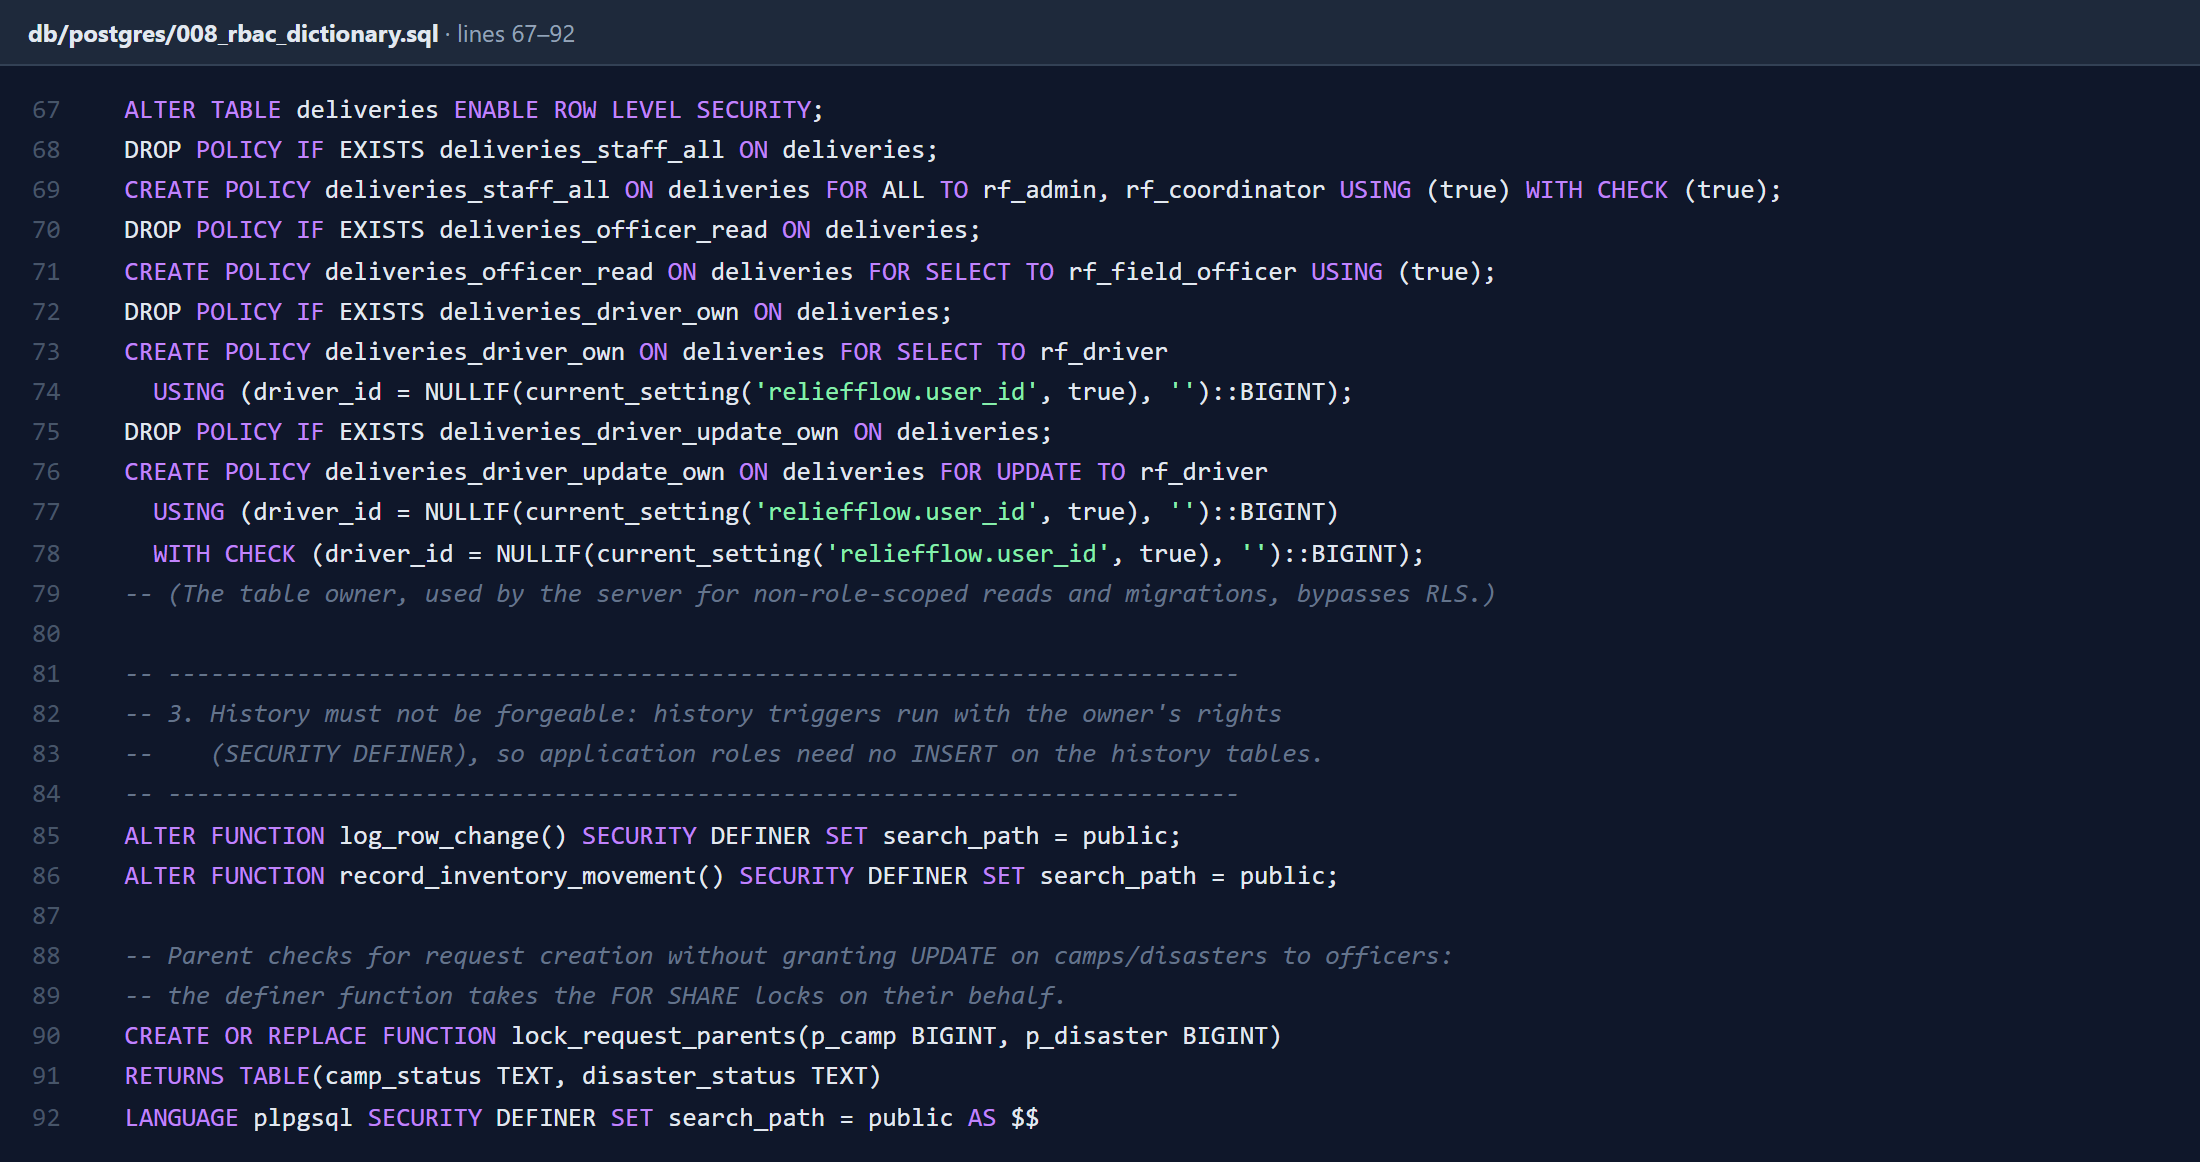 db/postgres/008_rbac_dictionary.sql · lines 67–92
67 ALTER TABLE deliveries ENABLE ROW LEVEL SECURITY;
68 DROP POLICY IF EXISTS deliveries_staff_all ON deliveries;
69 CREATE POLICY deliveries_staff_all ON deliveries FOR ALL TO rf_admin, rf_coordinator USING (true) WITH CHECK (true);
70 DROP POLICY IF EXISTS deliveries_officer_read ON deliveries;
71 CREATE POLICY deliveries_officer_read ON deliveries FOR SELECT TO rf_field_officer USING (true);
72 DROP POLICY IF EXISTS deliveries_driver_own ON deliveries;
73 CREATE POLICY deliveries_driver_own ON deliveries FOR SELECT TO rf_driver
74   USING (driver_id = NULLIF(current_setting('reliefflow.user_id', true), '')::BIGINT);
75 DROP POLICY IF EXISTS deliveries_driver_update_own ON deliveries;
76 CREATE POLICY deliveries_driver_update_own ON deliveries FOR UPDATE TO rf_driver
77   USING (driver_id = NULLIF(current_setting('reliefflow.user_id', true), '')::BIGINT)
78   WITH CHECK (driver_id = NULLIF(current_setting('reliefflow.user_id', true), '')::BIGINT);
79 -- (The table owner, used by the server for non-role-scoped reads and migrations, bypasses RLS.)
80
81 -- ---------------------------------------------------------------------------
82 -- 3. History must not be forgeable: history triggers run with the owner's rights
83 --    (SECURITY DEFINER), so application roles need no INSERT on the history tables.
84 -- ---------------------------------------------------------------------------
85 ALTER FUNCTION log_row_change() SECURITY DEFINER SET search_path = public;
86 ALTER FUNCTION record_inventory_movement() SECURITY DEFINER SET search_path = public;
87
88 -- Parent checks for request creation without granting UPDATE on camps/disasters to officers:
89 -- the definer function takes the FOR SHARE locks on their behalf.
90 CREATE OR REPLACE FUNCTION lock_request_parents(p_camp BIGINT, p_disaster BIGINT)
91 RETURNS TABLE(camp_status TEXT, disaster_status TEXT)
92 LANGUAGE plpgsql SECURITY DEFINER SET search_path = public AS $$